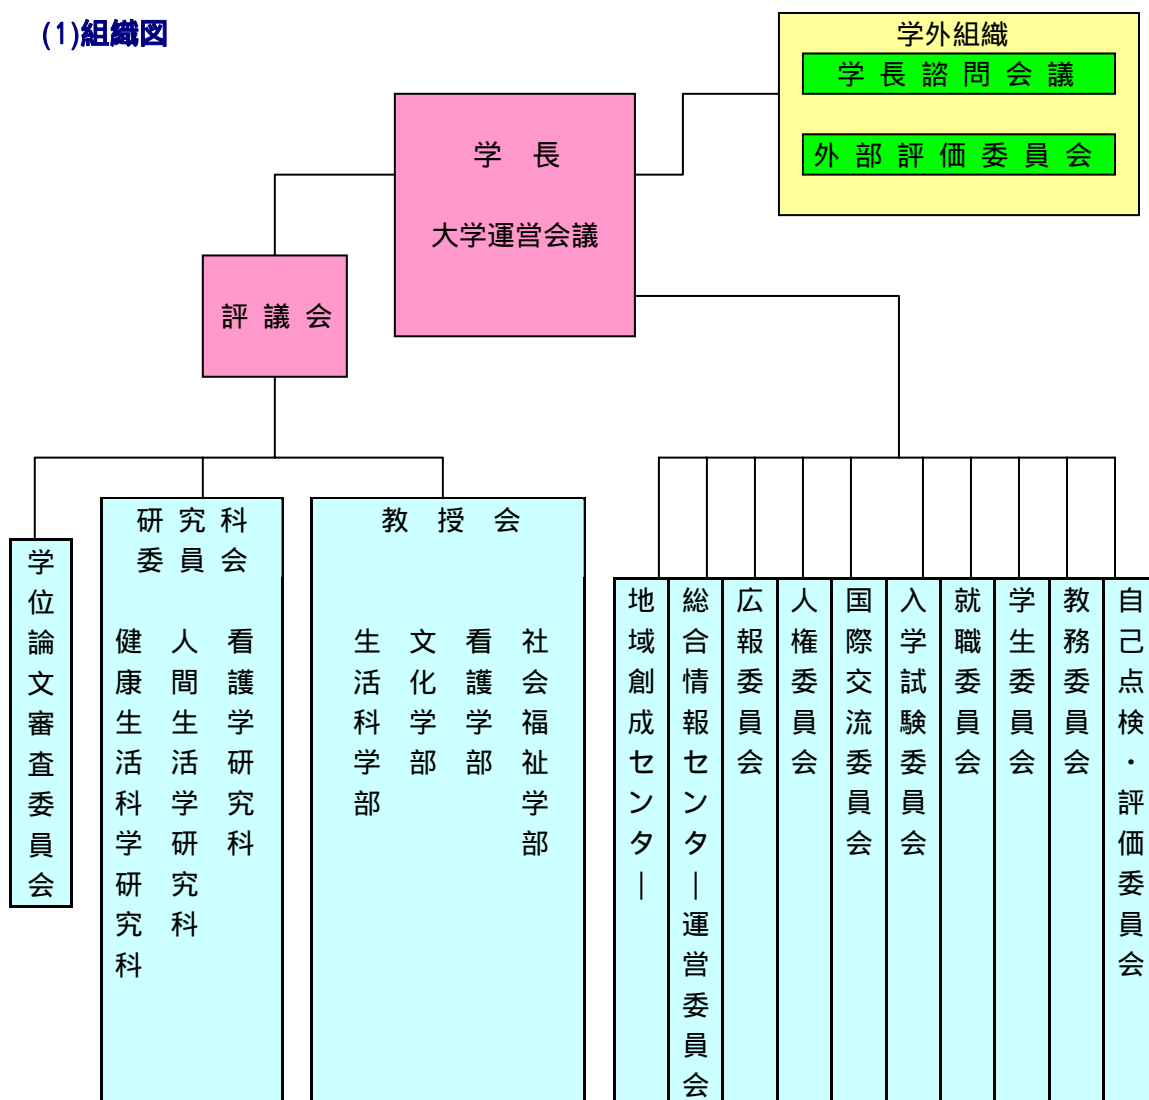 (1)組織図
学外組織
学長諮問会議
外部評価委員会
学 長
大学運営会議
評議会
学位論文審査委員会
研究科
委員会
健康生活科学研究科
人間生活学研究科
看護学研究科
教授会
生活科学部
文化学部
看護学部
社会福祉学部
地域創成センター
総合情報センター運営委員会
広報委員会
人権委員会
国際交流委員会
入学試験委員会
就職委員会
学生委員会
教務委員会
自己点検・評価委員会